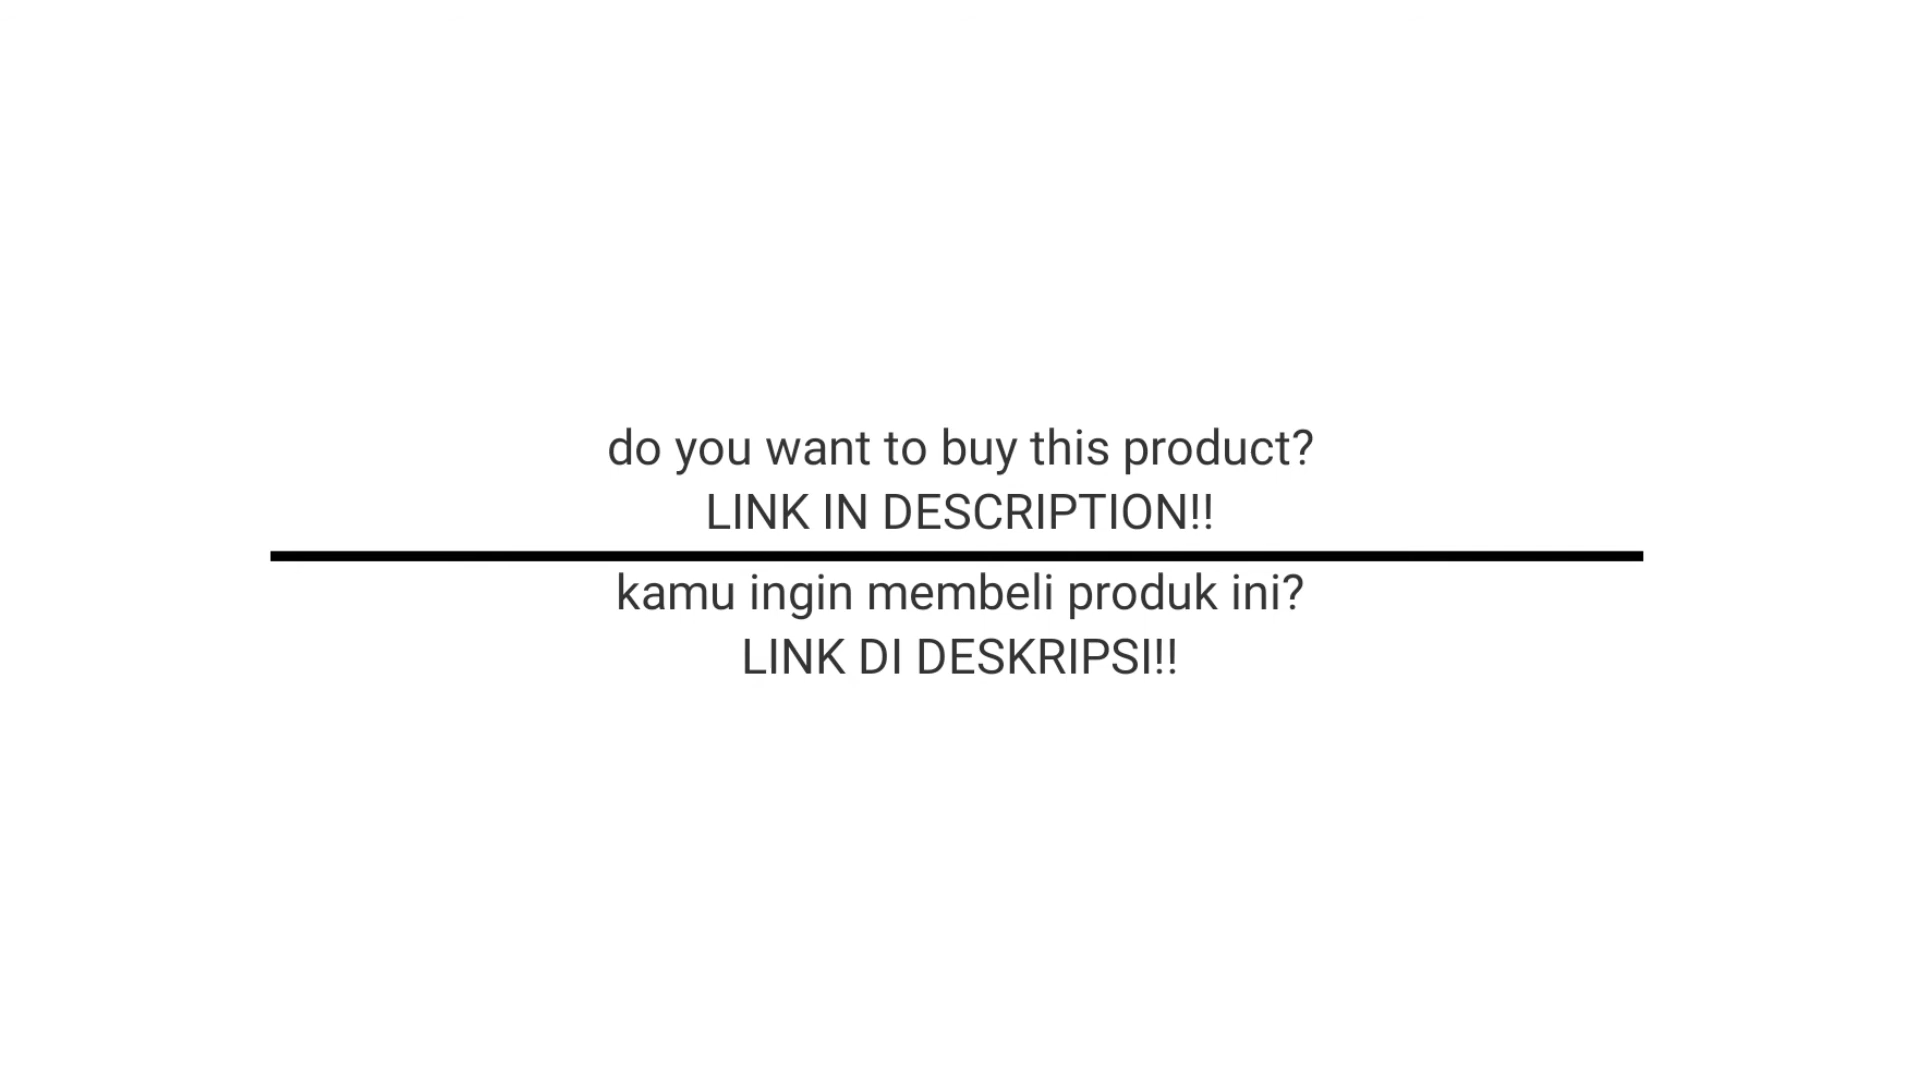 do you want to buy this product?
LINK IN DESCRIPTION!!
kamu ingin membeli produk ini?
LINK DI DESKRIPSI!!